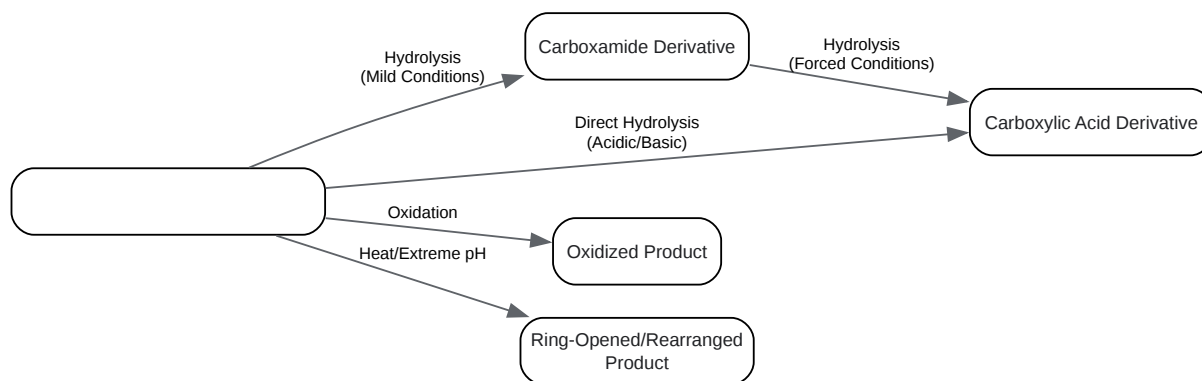 Carboxamide Derivative
Hydrolysis
(Mild Conditions)
Hydrolysis
(Forced Conditions)
Carboxylic Acid Derivative
Direct Hydrolysis
(Acidic/Basic)
Oxidation
Oxidized Product
Heat/Extreme pH
Ring-Opened/Rearranged
Product